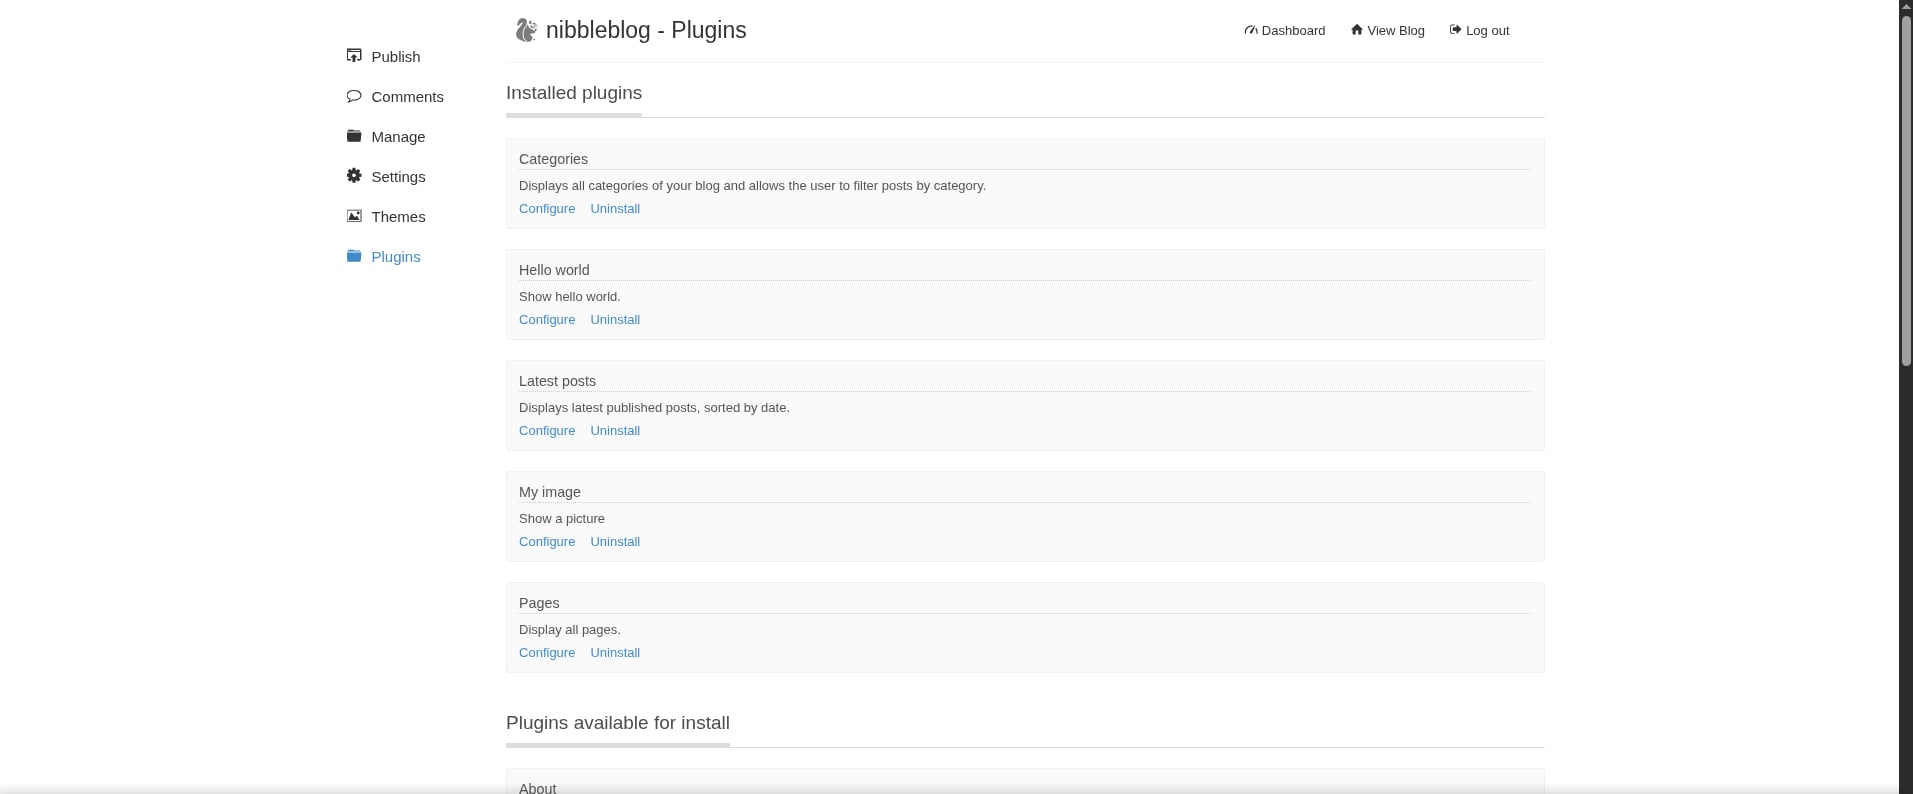 nibbleblog - Plugins
Dashboard
View Blog
Log out
Publish
Comments
Manage
Settings
Themes
Plugins
Installed plugins
Categories
Displays all categories of your blog and allows the user to filter posts by category.
Configure Uninstall
Hello world
Show hello world.
Configure Uninstall
Latest posts
Displays latest published posts, sorted by date.
Configure Uninstall
My image
Show a picture
Configure Uninstall
Pages
Display all pages.
Configure Uninstall
Plugins available for install
About